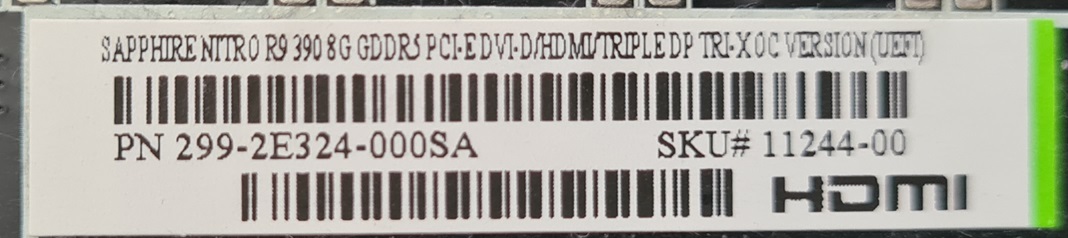 SAPPHIRE NITRO R9 390 8G GDDR5 PCI-E DVI-D/HDMI/TRIPLE DP TRI-X OC VERSION (UEFI)
PN 299-2E324-000SA SKU# 11244-00
HDMI